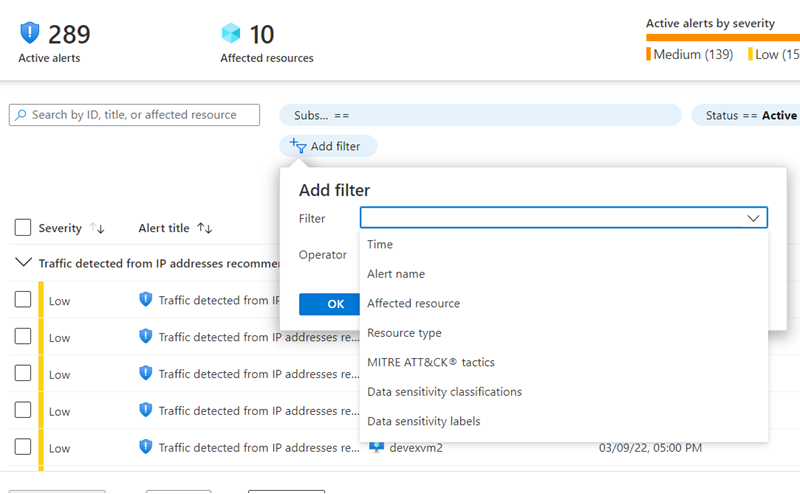 289
Active alerts
10
Affected resources
Active alerts by severity
Medium (139) Low (15
Search by ID, title, or affected resource
Subs... ==
Status == Active
Add filter
Add filter
Filter
Operator
OK
Time
Alert name
Affected resource
Resource type
MITRE ATT&CK® tactics
Data sensitivity classifications
Data sensitivity labels
Severity Alert title
Traffic detected from IP addresses recomme
Low Traffic detected from IP
Low Traffic detected from IP addresses re...
Low Traffic detected from IP addresses re...
Low Traffic detected from IP addresses re...
Low Traffic detected from IP addresses re... devexvm2 03/09/22, 05:00 PM